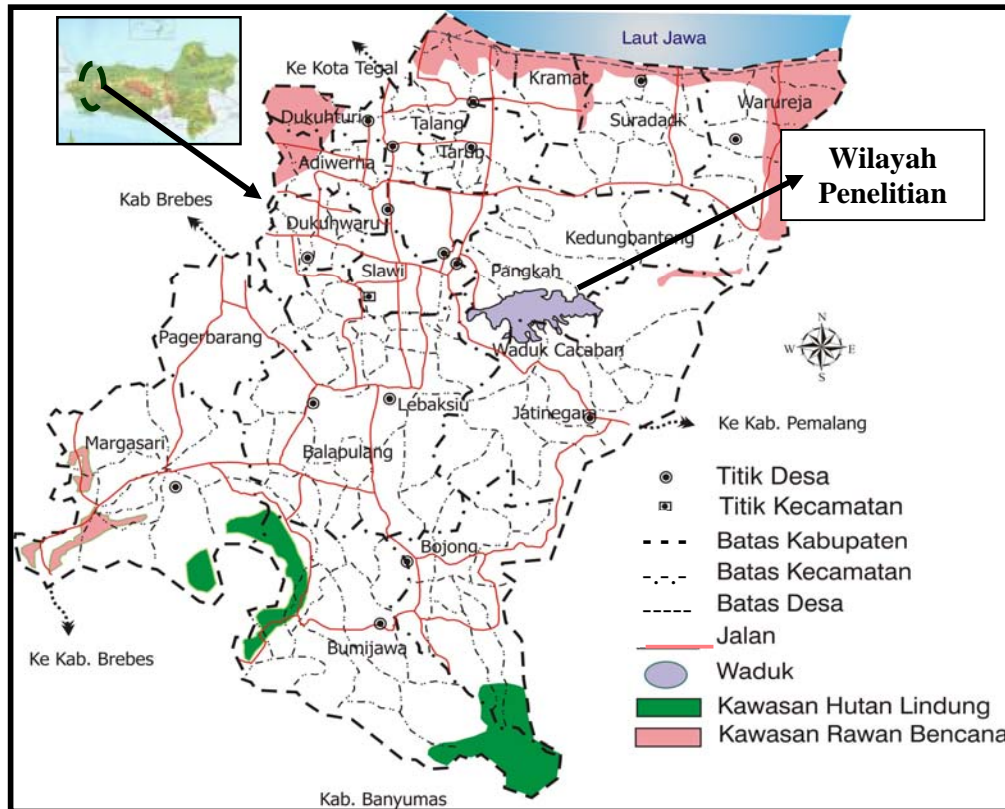 Laut Jawa
Ke Kota Tegal
Kramat
Warureja
Dukuhturi
Talang
Suradadi
Tarub
Adiwerna
Wilayah
Penelitian
Kab Brebes
Dukuhwaru
Kedungbanteng
Slawi
Pangkah
Pagerbarang
Waduk Cacaban
N
W
E
S
Lebaksiu
Jatinegara
Ke Kab. Pemalang
Margasari
Balapulang
Titik Desa
Titik Kecamatan
Bojong
Batas Kabupaten
Batas Kecamatan
Batas Desa
Jalan
Ke Kab. Brebes
Bumijawa
Waduk
Kawasan Hutan Lindung
Kawasan Rawan Bencana
Kab. Banyumas